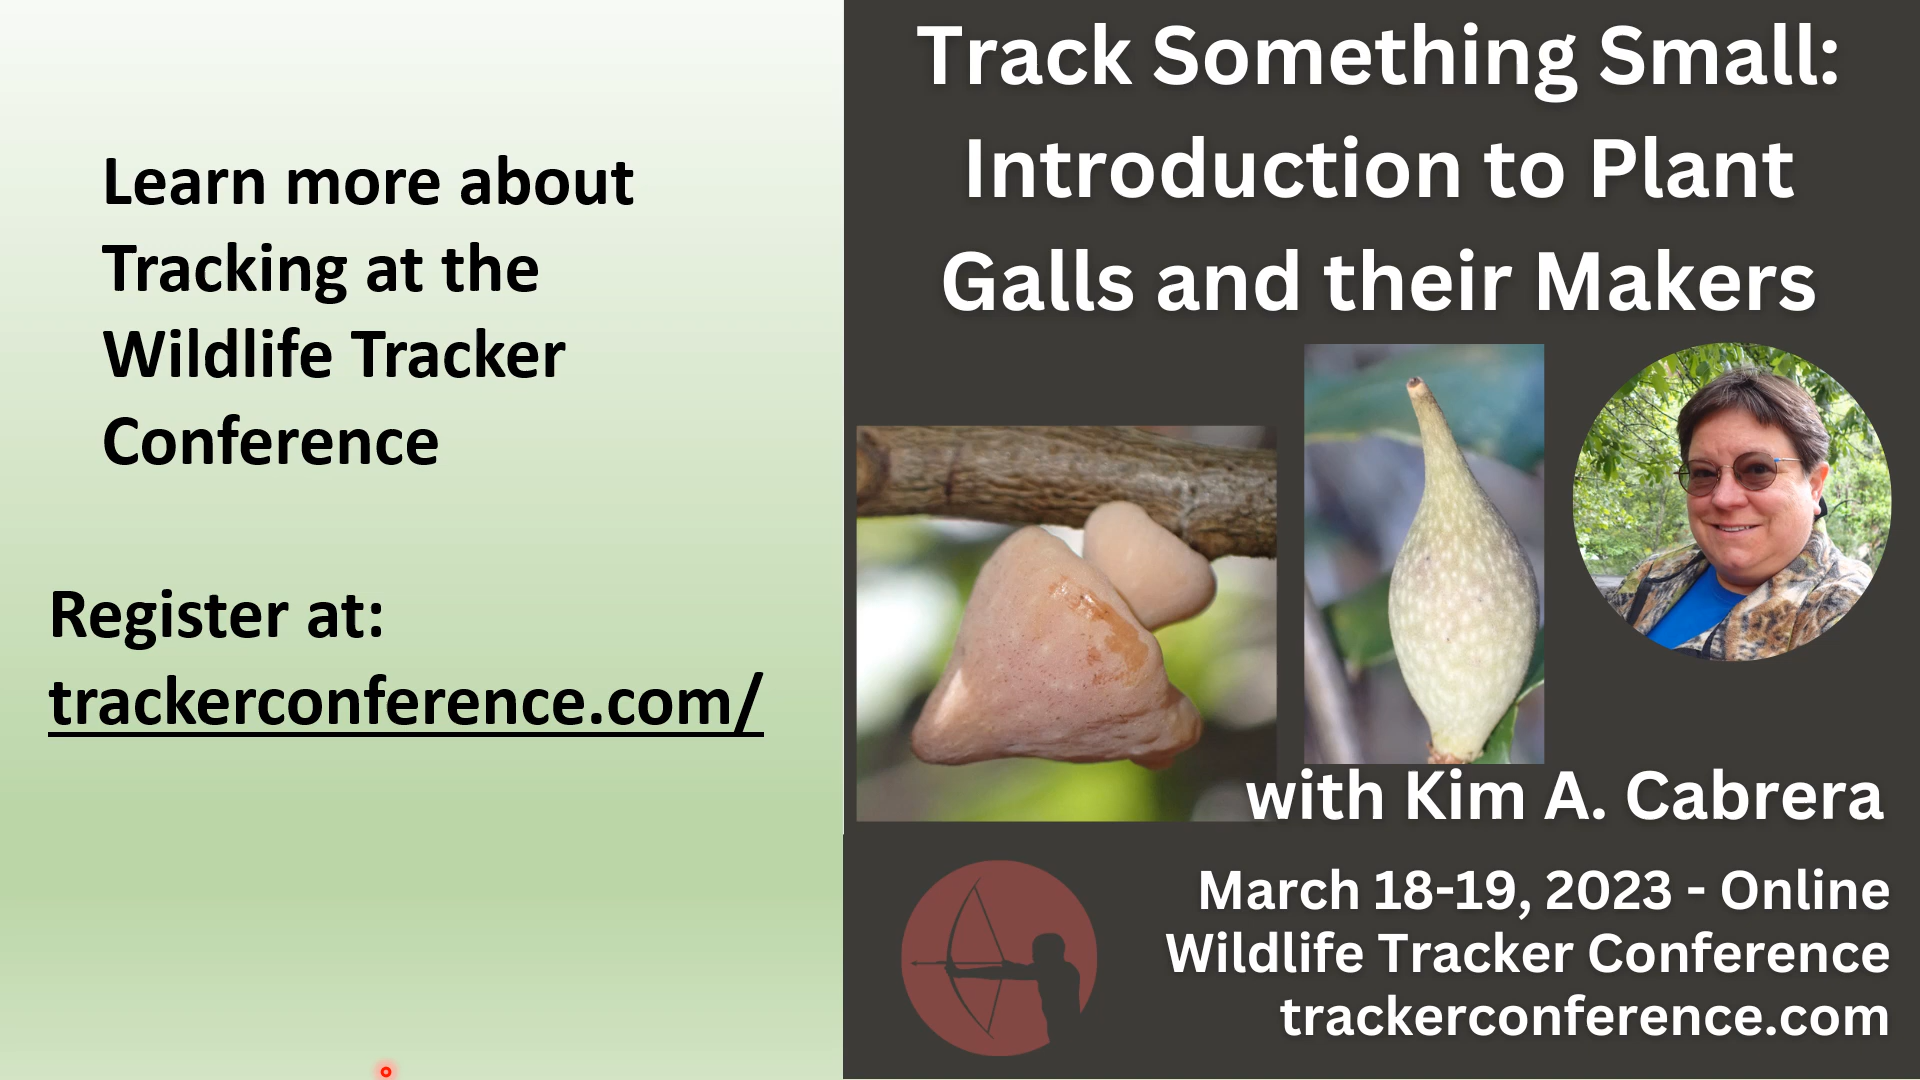 Learn more about
Tracking at the
Wildlife Tracker
Conference
Register at:
trackerconference.com/
Track Something Small:
Introduction to Plant
Galls and their Makers
with Kim A. Cabrera
March 18-19, 2023 - Online
Wildlife Tracker Conference
trackerconference.com